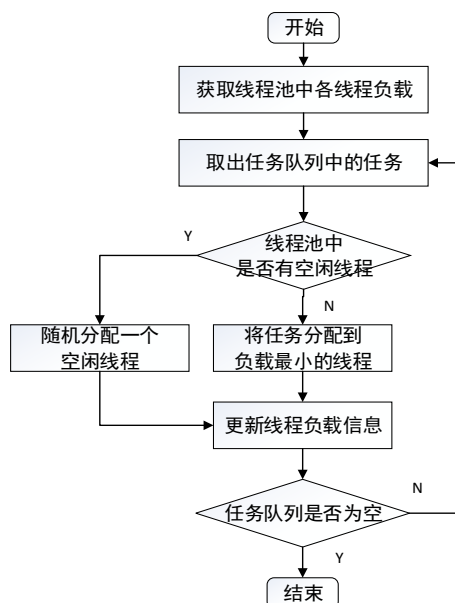 开始
获取线程池中各线程负载
取出任务队列中的任务
Y
线程池中
是否有空闲线程
N
随机分配一个
空闲线程
将任务分配到
负载最小的线程
更新线程负载信息
任务队列是否为空
N
Y
结束